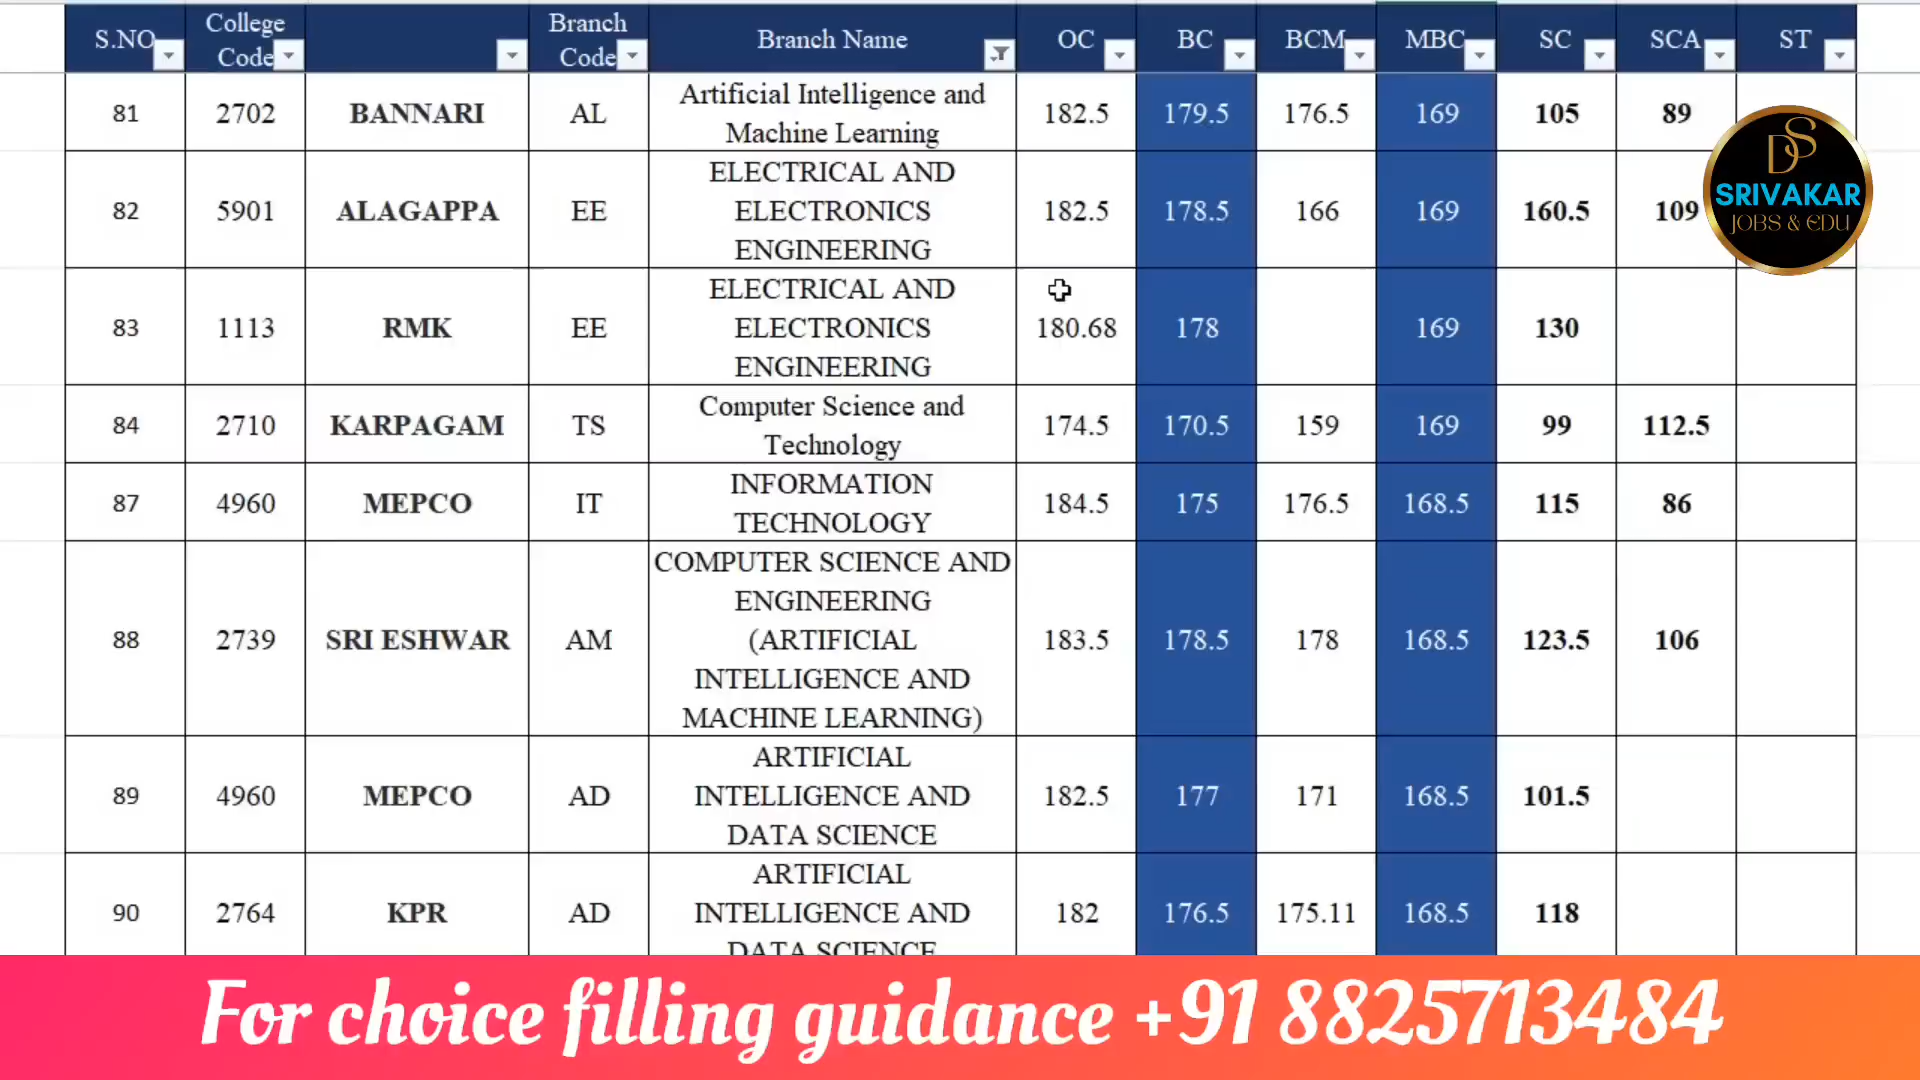 S.NO College Code Branch Code Branch Name OC BC BCM MBC SC SCA ST
81 2702 BANNARI AL Artificial Intelligence and Machine Learning 182.5 179.5 176.5 169 105 89
82 5901 ALAGAPPA EE ELECTRICAL AND ELECTRONICS ENGINEERING 182.5 178.5 166 169 160.5 109
83 1113 RMK EE ELECTRICAL AND ELECTRONICS ENGINEERING 180.68 178 169 130
84 2710 KARPAGAM TS Computer Science and Technology 174.5 170.5 159 169 99 112.5
87 4960 MEPCO IT INFORMATION TECHNOLOGY 184.5 175 176.5 168.5 115 86
88 2739 SRI ESHWAR AM COMPUTER SCIENCE AND ENGINEERING (ARTIFICIAL INTELLIGENCE AND MACHINE LEARNING) 183.5 178.5 178 168.5 123.5 106
89 4960 MEPCO AD ARTIFICIAL INTELLIGENCE AND DATA SCIENCE 182.5 177 171 168.5 101.5
90 2764 KPR AD ARTIFICIAL INTELLIGENCE AND DATA SCIENCE 182 176.5 175.11 168.5 118
DS
SRIVAKAR
JOBS & EDU
For choice filling guidance +91 8825713484